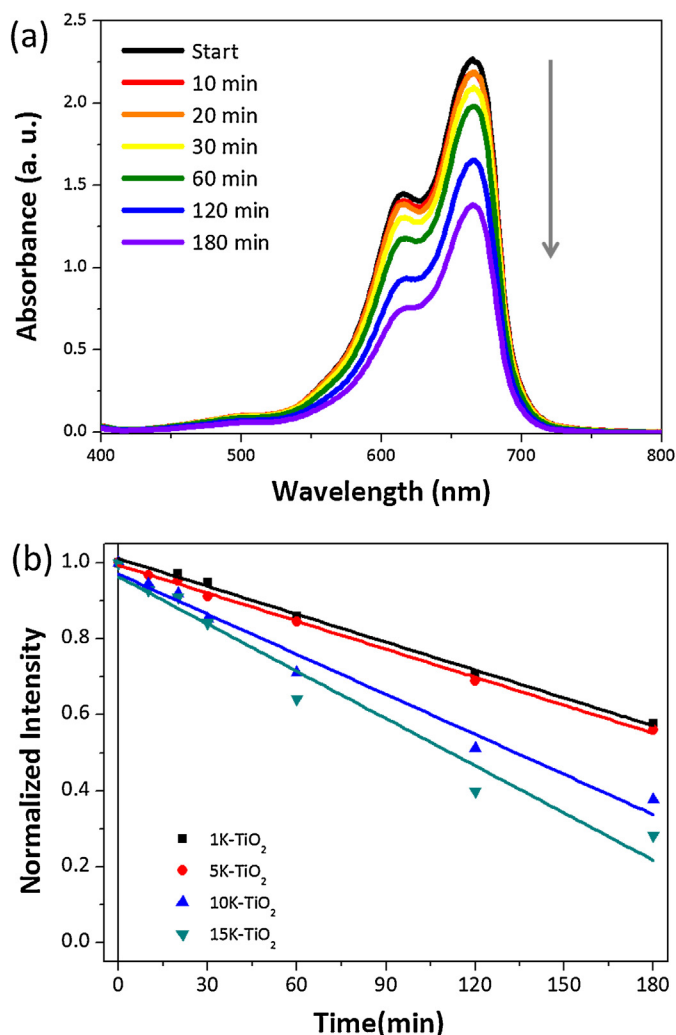 (a)
2.5
2.0
1.5
1.0
0.5
0.0
Absorbance (a. u.)
Start
10 min
20 min
30 min
60 min
120 min
180 min
400 500 600 700 800
Wavelength (nm)
(b)
1.0
0.8
0.6
0.4
0.2
0.0
Normalized Intensity
1K-TiO₂
5K-TiO₂
10K-TiO₂
15K-TiO₂
0 30 60 90 120 150 180
Time(min)